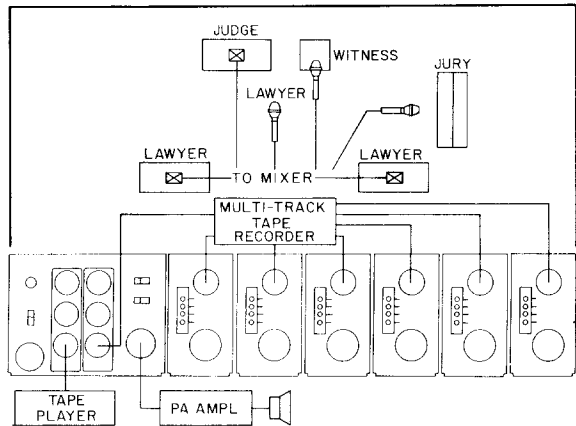 JUDGE
WITNESS
JURY
LAWYER
LAWYER
LAWYER
TO MIXER
MULTI-TRACK
TAPE
RECORDER
TAPE
PLAYER
PA AMPL